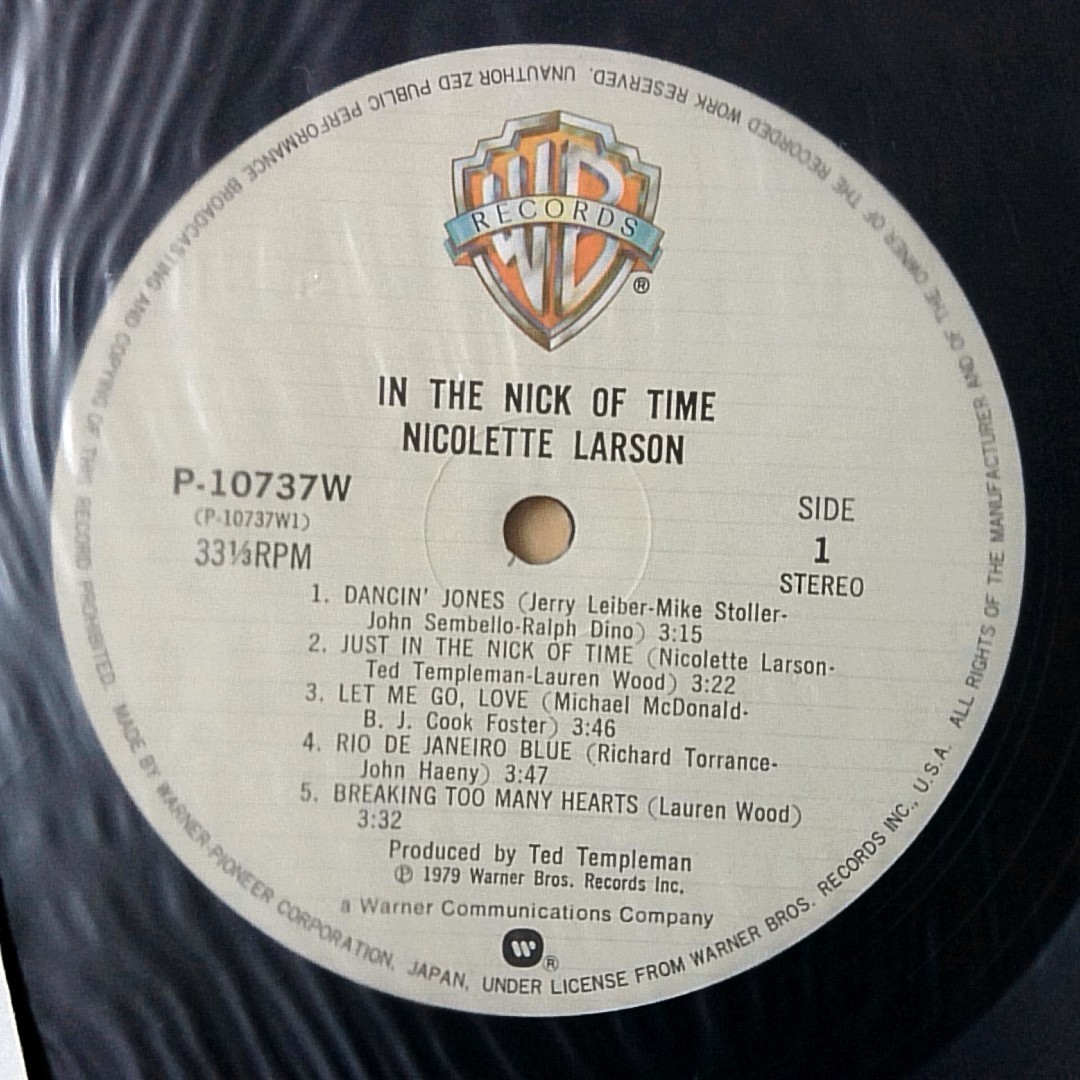 WB
RECORDS
®
IN THE NICK OF TIME
NICOLETTE LARSON
P-10737W
(P-10737W1)
33⅓RPM
SIDE
1
STEREO
1. DANCIN' JONES (Jerry Leiber-Mike Stoller-
John Sembello-Ralph Dino) 3:15
2. JUST IN THE NICK OF TIME (Nicolette Larson-
Ted Templeman-Lauren Wood) 3:22
3. LET ME GO, LOVE (Michael McDonald-
B. J. Cook Foster) 3:46
4. RIO DE JANEIRO BLUE (Richard Torrance-
John Haeny) 3:47
5. BREAKING TOO MANY HEARTS (Lauren Wood)
3:32
Produced by Ted Templeman
℗ 1979 Warner Bros. Records Inc.
a Warner Communications Company
W®
MADE BY WARNER-PIONEER CORPORATION, JAPAN, UNDER LICENSE FROM WARNER BROS. RECORDS INC., U.S.A. ALL RIGHTS OF THE MANUFACTURER AND OF THE OWNER OF THE RECORDED WORK RESERVED. UNAUTHOR ZED PUBLIC PERFORMANCE, BROADCASTING AND COPYING OF THE RECORD PROHIBITED.